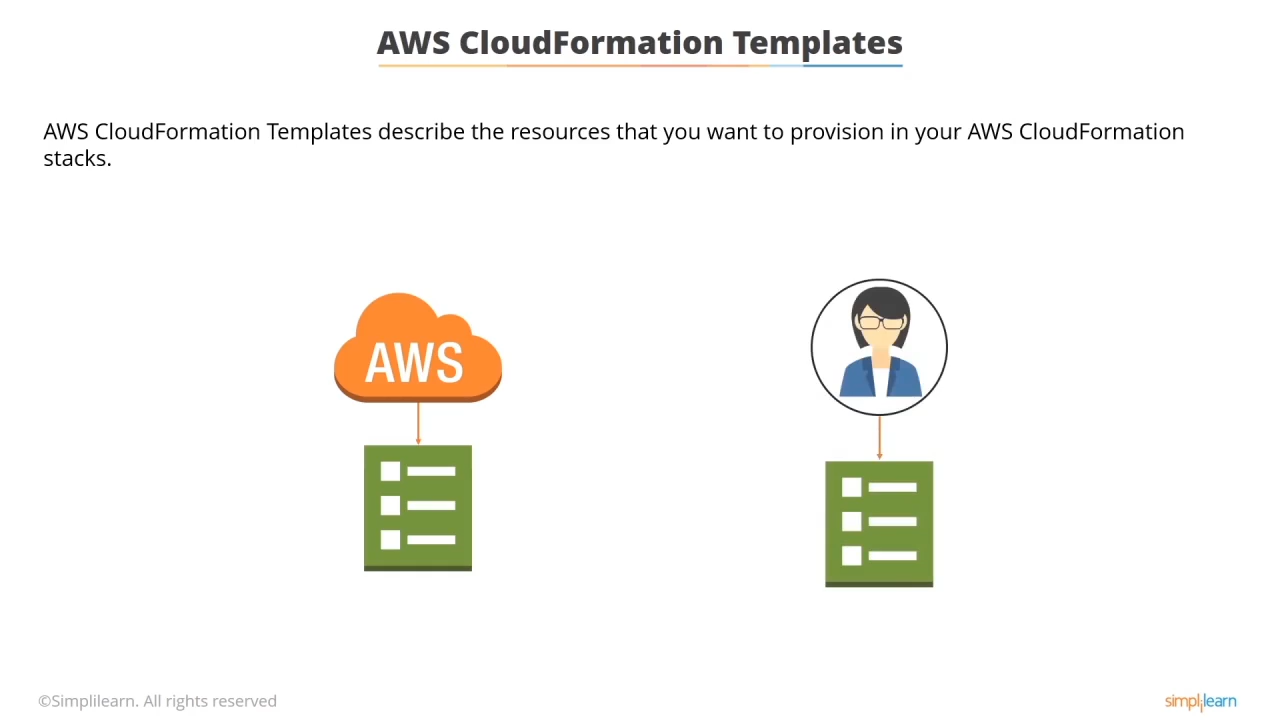 AWS CloudFormation Templates
AWS CloudFormation Templates describe the resources that you want to provision in your AWS CloudFormation
stacks.
AWS
©Simplilearn. All rights reserved
simplilearn